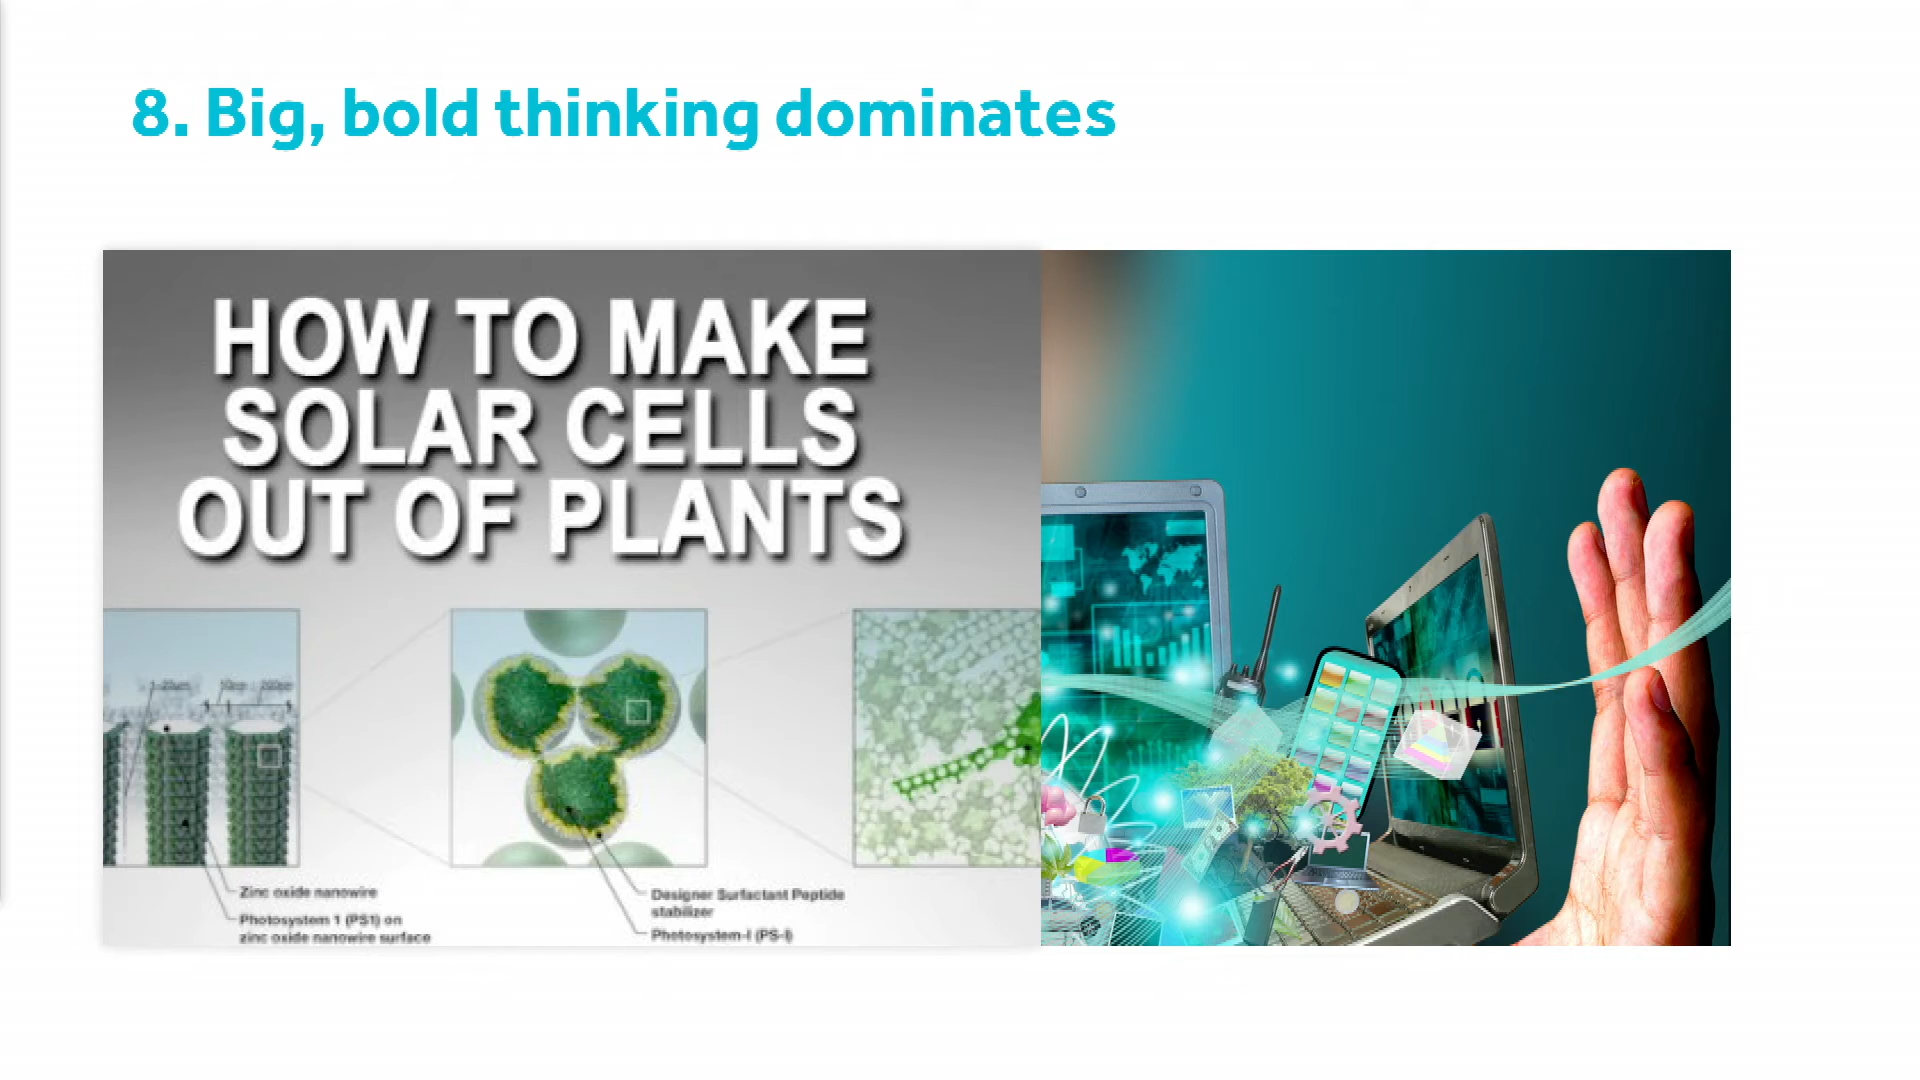 8. Big, bold thinking dominates
HOW TO MAKE
SOLAR CELLS
OUT OF PLANTS
Zinc oxide nanowire
Photosystem 1 (PS1) on
zinc oxide nanowire surface
Designer Surfactant Peptide
stabilizer
Photosystem-I (PS-I)